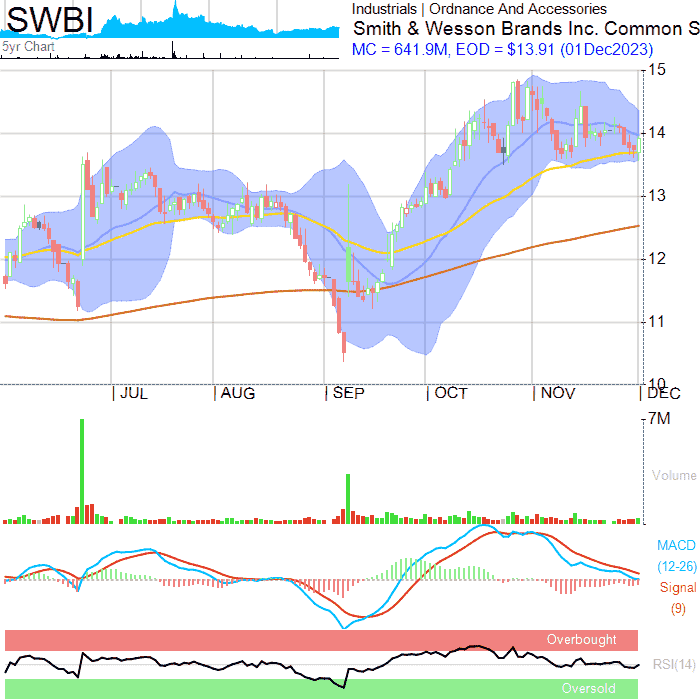 SWBI
5yr Chart
Industrials | Ordnance And Accessories
Smith & Wesson Brands Inc. Common S
MC = 641.9M, EOD = $13.91 (01Dec2023)
15
14
13
12
11
10
JUL AUG SEP OCT NOV DEC
7M
Volume
MACD
(12-26)
Signal
(9)
Overbought
RSI(14)
Oversold